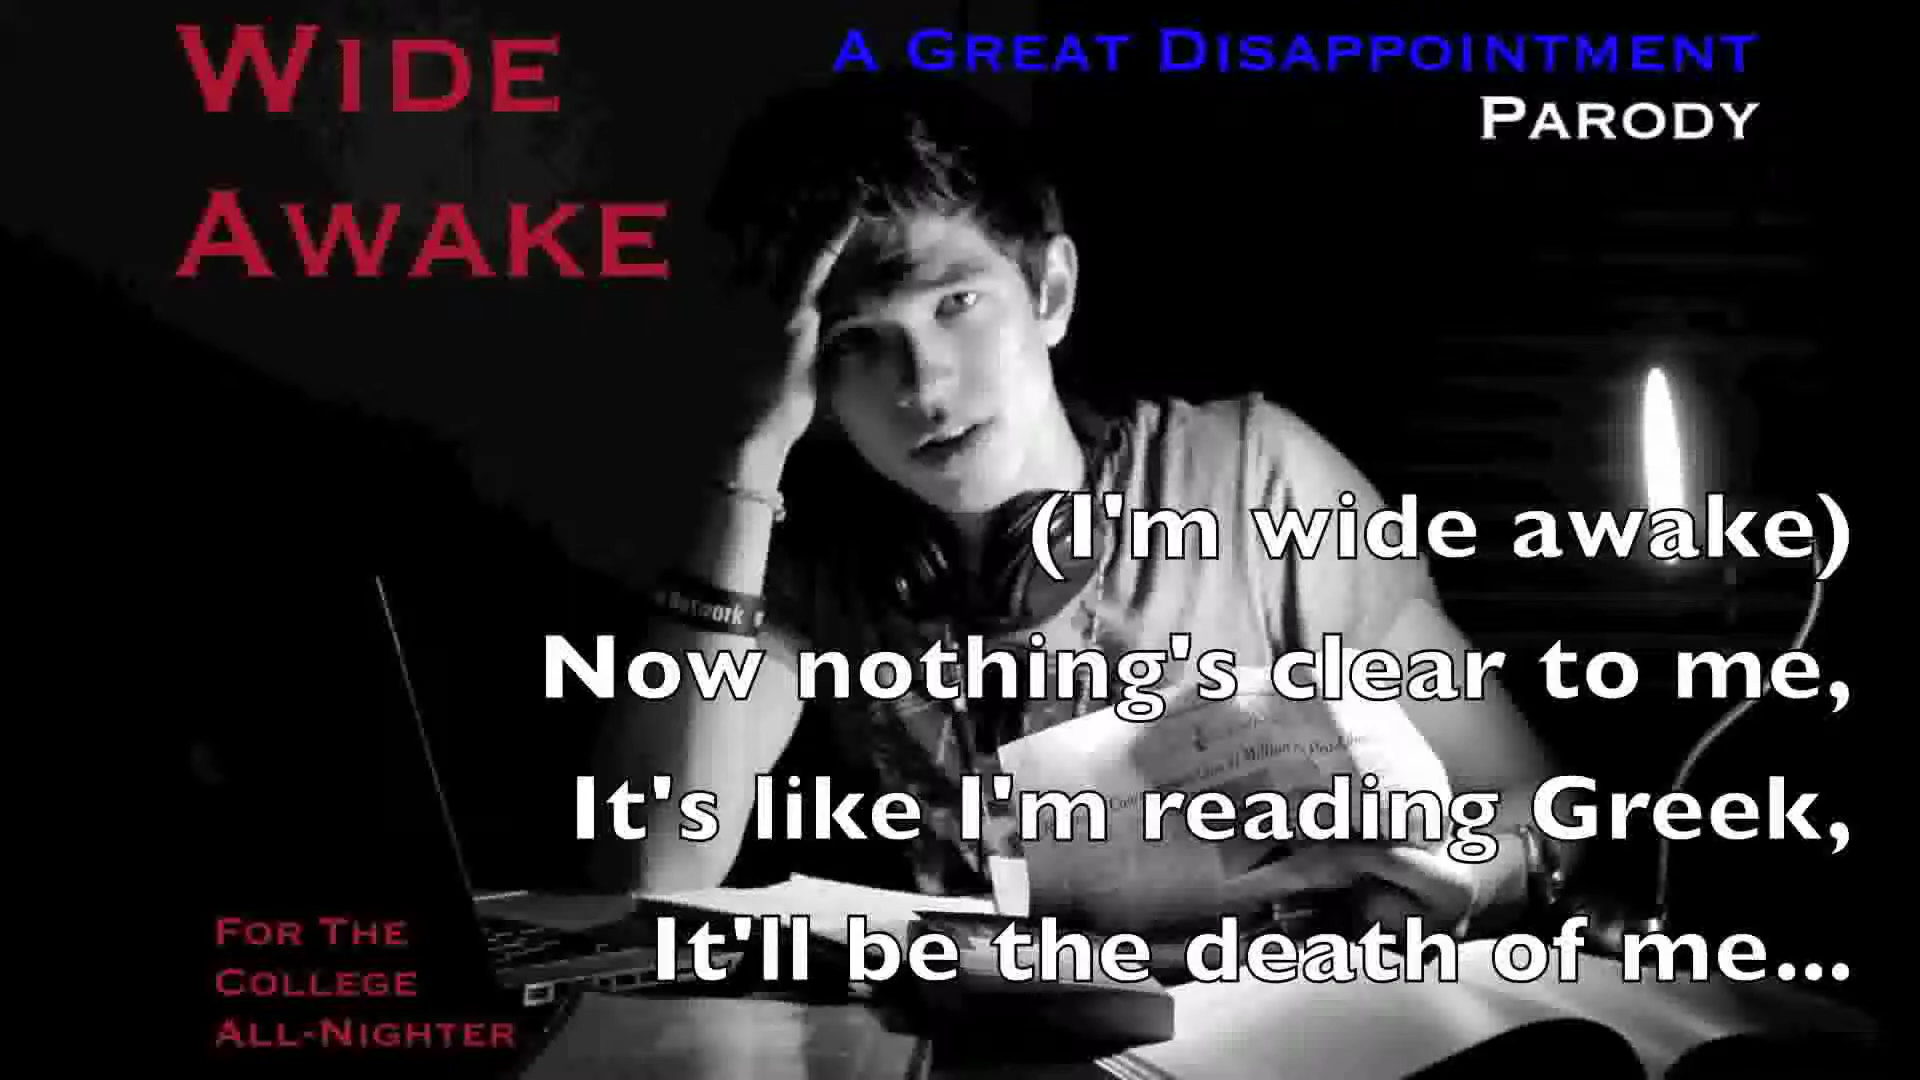 WIDE
AWAKE
A GREAT DISAPPOINTMENT
PARODY
(I'm wide awake)
Now nothing's clear to me,
It's like I'm reading Greek,
It'll be the death of me...
FOR THE
COLLEGE
ALL-NIGHTER